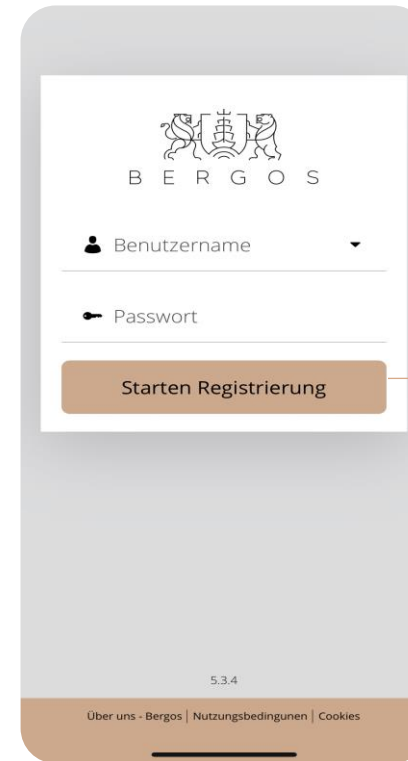 BERGOS
Benutzername
Passwort
Starten Registrierung
5.3.4
Über uns - Bergos | Nutzungsbedingunen | Cookies